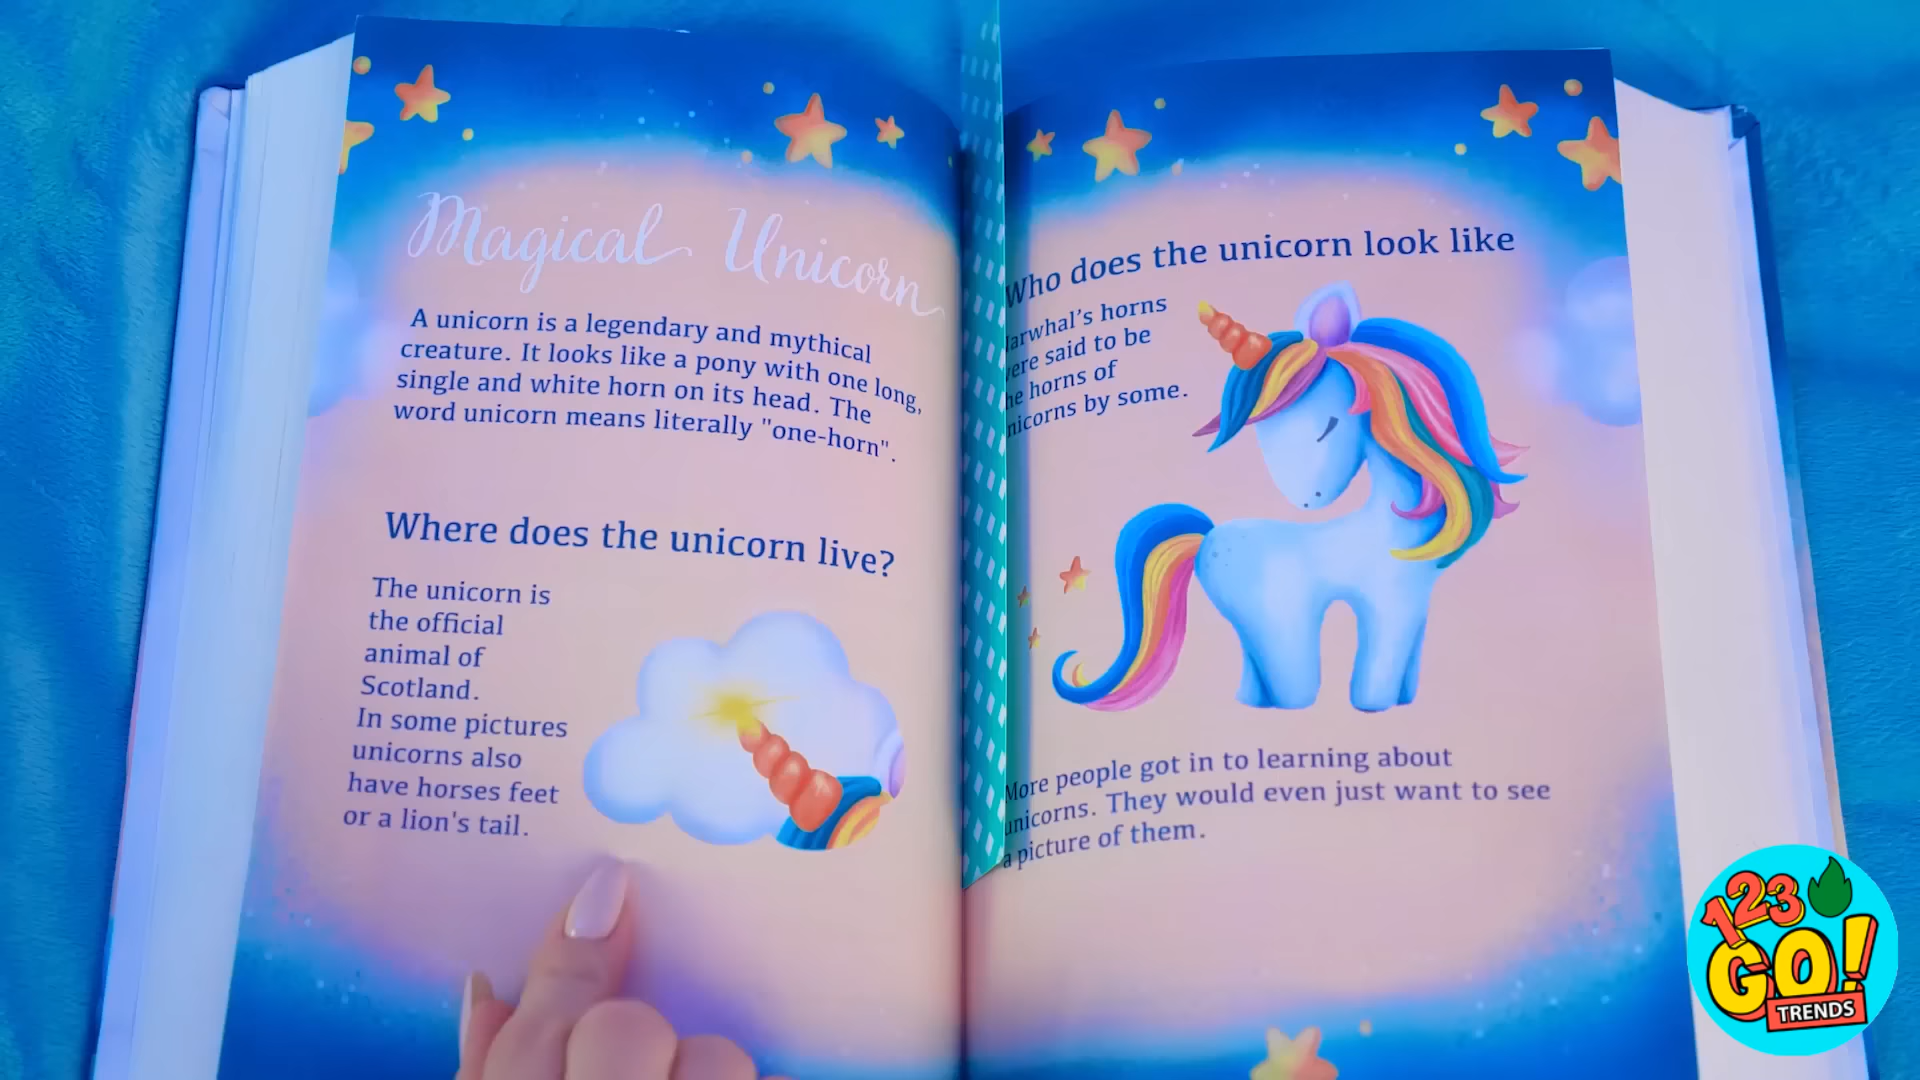 Magical Unicorn
A unicorn is a legendary and mythical
creature. It looks like a pony with one long,
single and white horn on its head. The
word unicorn means literally "one-horn".
Where does the unicorn live?
The unicorn is
the official
animal of
Scotland.
In some pictures
unicorns also
have horses feet
or a lion's tail.
Who does the unicorn look like
arwhal's horns
ere said to be
he horns of
nicorns by some.
More people got in to learning about
unicorns. They would even just want to see
a picture of them.
123
GO!
TRENDS